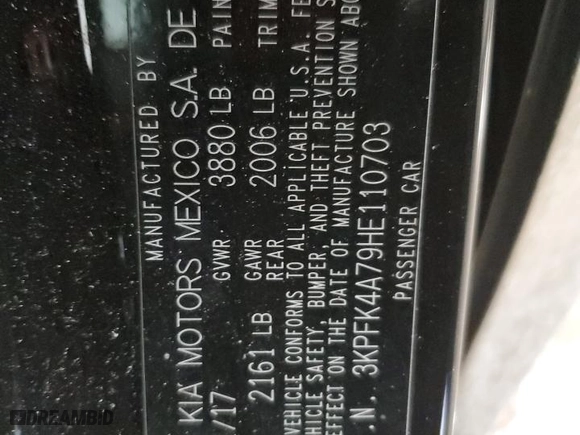 MANUFACTURED BY
KIA MOTORS MEXICO S.A. DE
/17 GVWR 3880 LB PAIN
2161 LB GAWR REAR 2006 LB TRIM
VEHICLE CONFORMS TO ALL APPLICABLE U.S.A. FE
HICLE SAFETY, BUMPER, AND THEFT PREVENTION S
EFFECT ON THE DATE OF MANUFACTURE SHOWN ABO
.N. 3KPFK4A79HE110703
PASSENGER CAR
DREAMBID